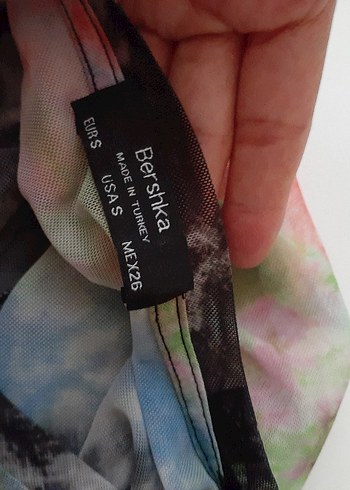 Bershka
MADE IN TURKEY
EUR S USA S MEX 26